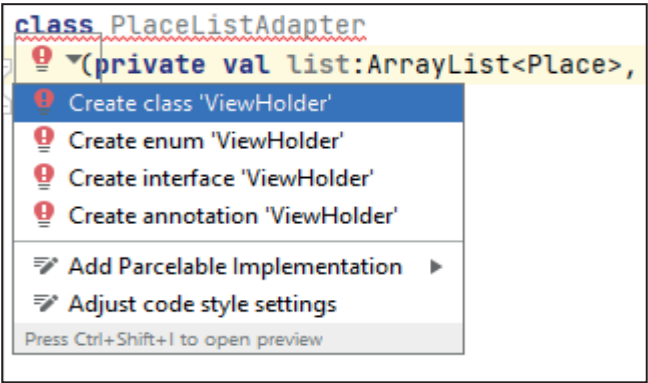 class PlaceListAdapter
(private val list:ArrayList<Place>,
Create class 'ViewHolder'
Create enum 'ViewHolder'
Create interface 'ViewHolder'
Create annotation 'ViewHolder'
Add Parcelable Implementation
Adjust code style settings
Press Ctrl+Shift+I to open preview